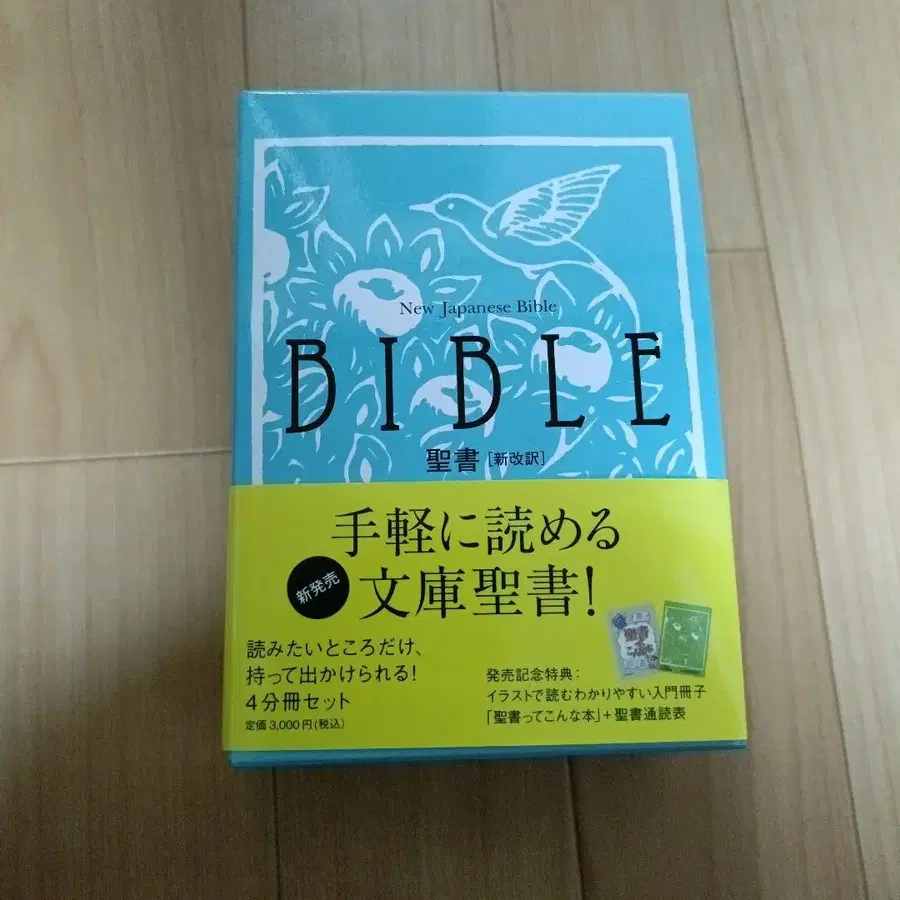 New Japanese Bible
BIBLE
聖書［新改訳］
手軽に読める
文庫聖書！
新発売
読みたいところだけ、
持って出かけられる！
4分冊セット
定価3,000円（税込）
発売記念特典：
イラストで読むわかりやすい入門冊子
「聖書ってこんな本」+聖書通読表